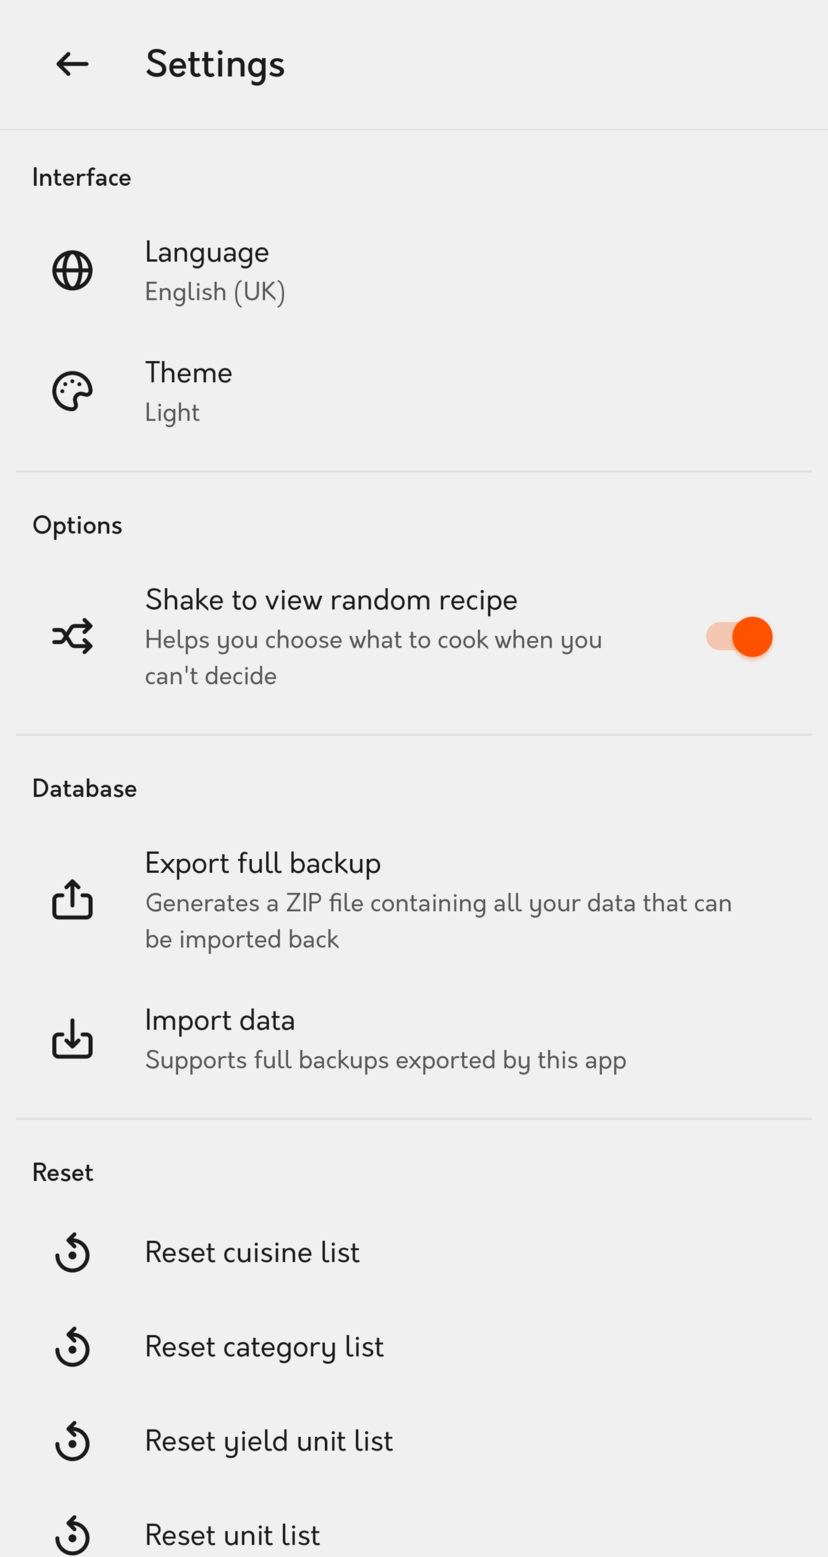 Settings
Interface
Language
English (UK)
Theme
Light
Options
Shake to view random recipe
Helps you choose what to cook when you
can't decide
Database
Export full backup
Generates a ZIP file containing all your data that can
be imported back
Import data
Supports full backups exported by this app
Reset
Reset cuisine list
Reset category list
Reset yield unit list
Reset unit list